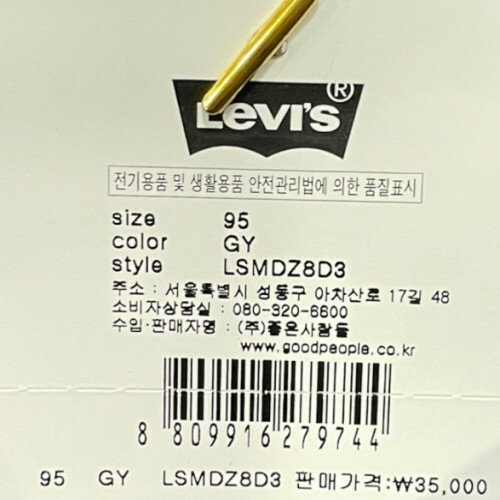 Levi's®
전기용품 및 생활용품 안전관리법에 의한 품질표시
size 95
color GY
style LSMDZ8D3
주소 : 서울특별시 성동구 아차산로 17길 48
소비자상담실 : 080-320-6600
수입·판매자명 : (주)좋은사람들
www.goodpeople.co.kr
8 809916 279744
95 GY LSMDZ8D3 판매가격:₩35,000